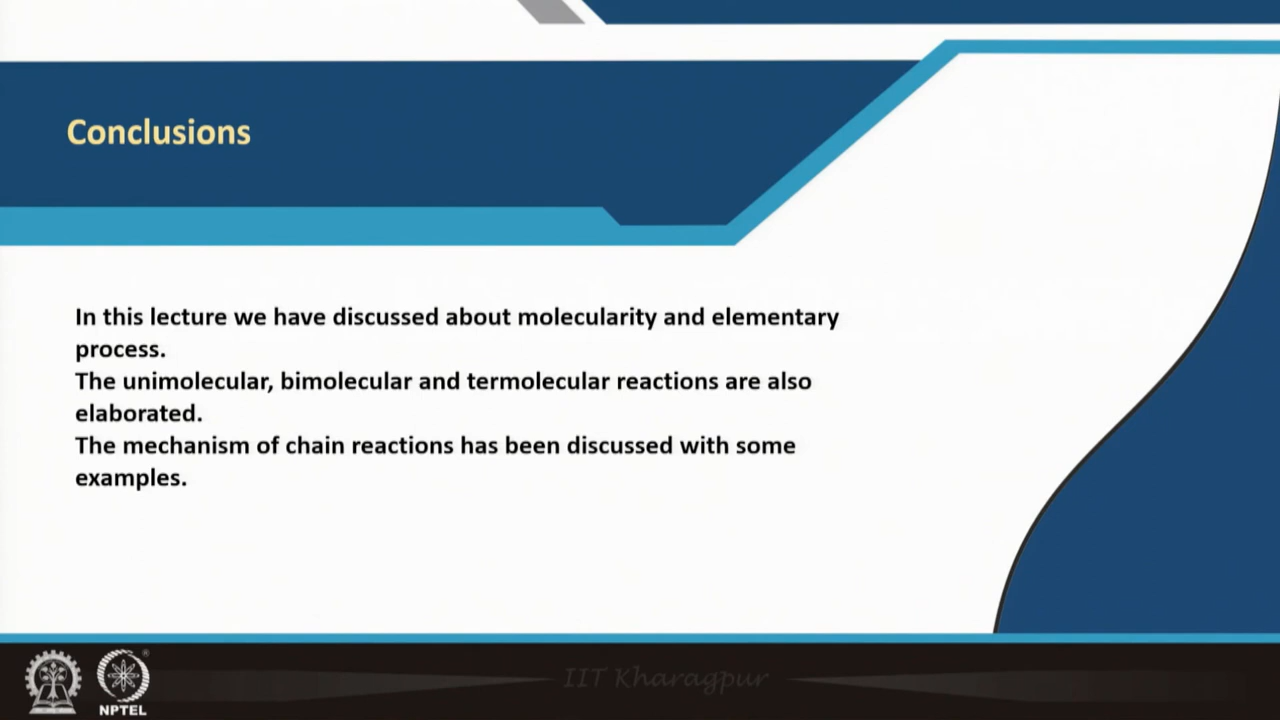 Conclusions
In this lecture we have discussed about molecularity and elementary
process.
The unimolecular, bimolecular and termolecular reactions are also
elaborated.
The mechanism of chain reactions has been discussed with some
examples.
IIT Kharagpur
NPTEL